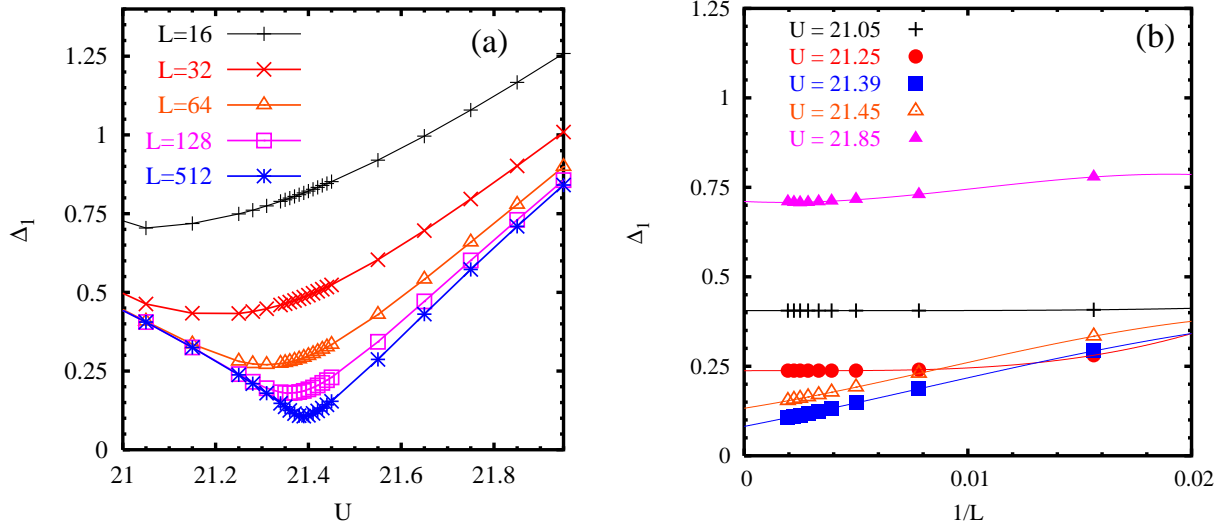 (a)
L=16
L=32
L=64
L=128
L=512
1.25
1
0.75
0.5
0.25
0
Δ1
21
21.2
21.4
21.6
21.8
U
(b)
U = 21.05
U = 21.25
U = 21.39
U = 21.45
U = 21.85
1.25
1
0.75
0.5
0.25
0
Δ1
0
0.01
0.02
1/L